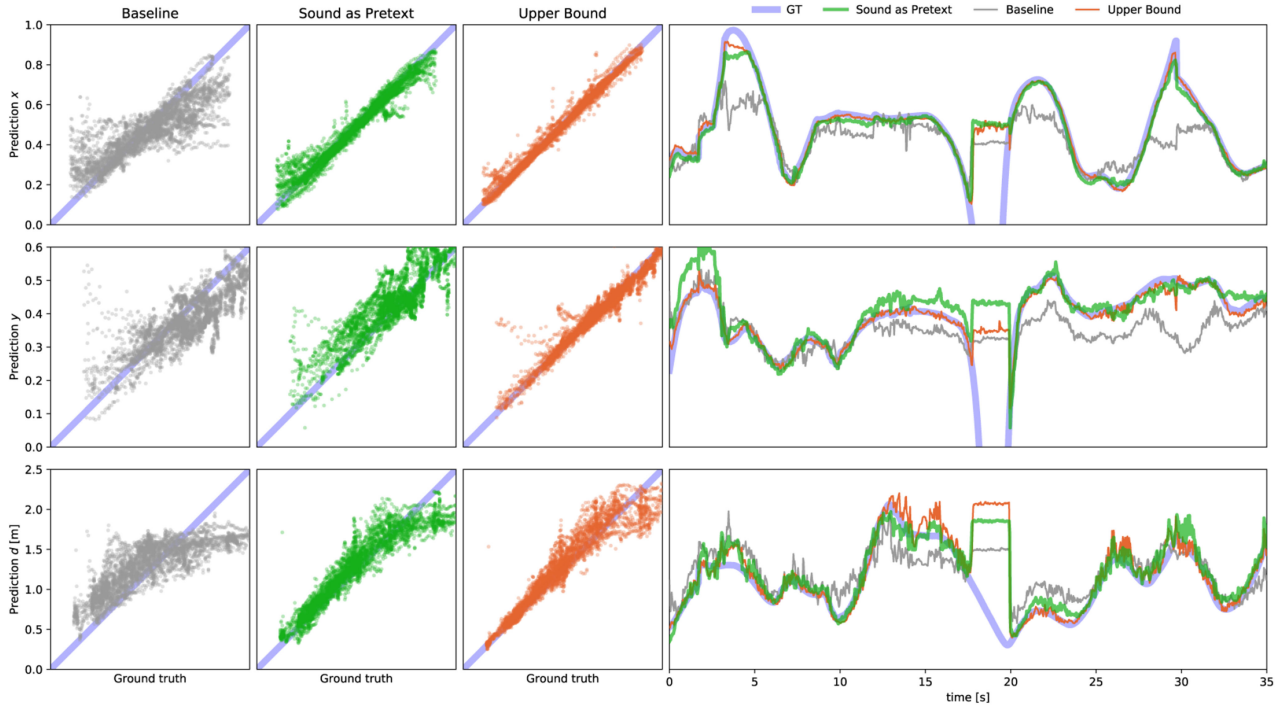 Baseline
Sound as Pretext
Upper Bound
GT
Sound as Pretext
Baseline
Upper Bound
Prediction x
1.0
0.8
0.6
0.4
0.2
0.0
Prediction y
0.6
0.5
0.4
0.3
0.2
0.1
0.0
Prediction d [m]
2.5
2.0
1.5
1.0
0.5
0.0
Ground truth
Ground truth
Ground truth
0
5
10
15
20
25
30
35
time [s]